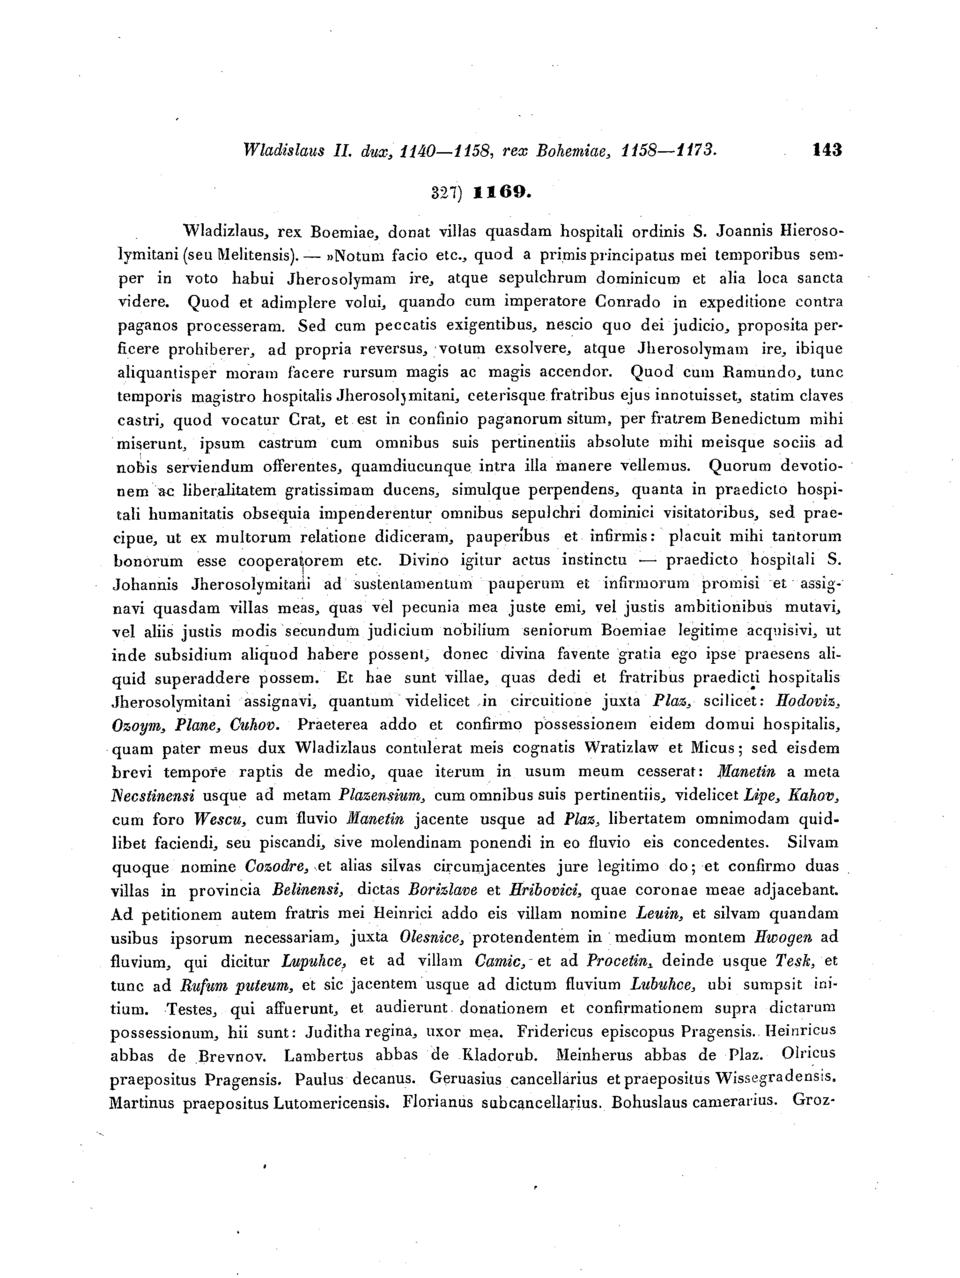 Wladislaus II. dux, 1140—1158, rex Bohemiae, 1158—1173. 143
327) 1169.
Wladizlaus, rex Boemiae, donat villas quasdam hospitali ordinis S. Joannis Hieroso-
lymitani (seu Melitensis). — »Notum facio etc., quod a primis principatus mei temporibus sem-
per in voto habui Jherosolymam ire, atque sepulchrum dominicum et alia loca sancta
videre. Quod et adimplere volui, quando cum imperatore Conrado in expeditione contra
paganos processeram. Sed cum peccatis exigentibus, nescio quo dei judicio, proposita per-
ficere prohiberer, ad propria reversus, votum exsolvere, atque Jherosolymam ire, ibique
aliquantisper moram facere rursum magis ac magis accendor. Quod cum Ramundo, tunc
temporis magistro hospitalis Jherosolymitani, ceterisque fratribus ejus innotuisset, statim claves
castri, quod vocatur Crat, et est in confinio paganorum situm, per fratrem Benedictum mihi
miserunt, ipsum castrum cum omnibus suis pertinentiis absolute mihi meisque sociis ad
nobis serviendum offerentes, quamdiucunque intra illa manere vellemus. Quorum devotio-
nem ac liberalitatem gratissimam ducens, simulque perpendens, quanta in praedicto hospi-
tali humanitatis obsequia impenderentur omnibus sepulchri dominici visitatoribus, sed prae-
cipue, ut ex multorum relatione didiceram, pauperibus et infirmis: placuit mihi tantorum
bonorum esse cooperatorem etc. Divino igitur actus instinctu — praedicto hospitali S.
Johannis Jherosolymitani ad sustentamentum pauperum et infirmorum promisi et assig-
navi quasdam villas meas, quas vel pecunia mea juste emi, vel justis ambitionibus mutavi,
vel aliis justis modis secundum judicium nobilium seniorum Boemiae legitime acquisivi, ut
inde subsidium aliquod habere possent, donec divina favente gratia ego ipse praesens ali-
quid superaddere possem. Et hae sunt villae, quas dedi et fratribus praedicti hospitalis
Jherosolymitani assignavi, quantum videlicet in circuitione juxta Plaz, scilicet: Hodoviz,
Ozoym, Plane, Cuhov. Praeterea addo et confirmo possessionem eidem domui hospitalis,
quam pater meus dux Wladizlaus contulerat meis cognatis Wratizlaw et Micus; sed eisdem
brevi tempore raptis de medio, quae iterum in usum meum cesserat: Manetin a meta
Necstinensi usque ad metam Plazensium, cum omnibus suis pertinentiis, videlicet Lipe, Kahov,
cum foro Wescu, cum fluvio Manetin jacente usque ad Plaz, libertatem omnimodam quid-
libet faciendi, seu piscandi, sive molendinam ponendi in eo fluvio eis concedentes. Silvam
quoque nomine Cozodre, et alias silvas circumjacentes jure legitimo do; et confirmo duas
villas in provincia Belinensi, dictas Borizlave et Hribovici, quae coronae meae adjacebant.
Ad petitionem autem fratris mei Heinrici addo eis villam nomine Leuin, et silvam quandam
usibus ipsorum necessariam, juxta Olesnice, protendentem in medium montem Hwogen ad
fluvium, qui dicitur Lupuhce, et ad villam Camic, et ad Procetin, deinde usque Tesk, et
tunc ad Rufum puteum, et sic jacentem usque ad dictum fluvium Lubuhce, ubi sumpsit ini-
tium. Testes, qui affuerunt, et audierunt donationem et confirmationem supra dictarum
possessionum, hii sunt: Juditha regina, uxor mea. Fridericus episcopus Pragensis. Heinricus
abbas de Brevnov. Lambertus abbas de Kladorub. Meinherus abbas de Plaz. Olricus
praepositus Pragensis. Paulus decanus. Geruasius cancellarius et praepositus Wissegradensis.
Martinus praepositus Lutomericensis. Florianus subcancellarius. Bohuslaus camerarius. Groz-